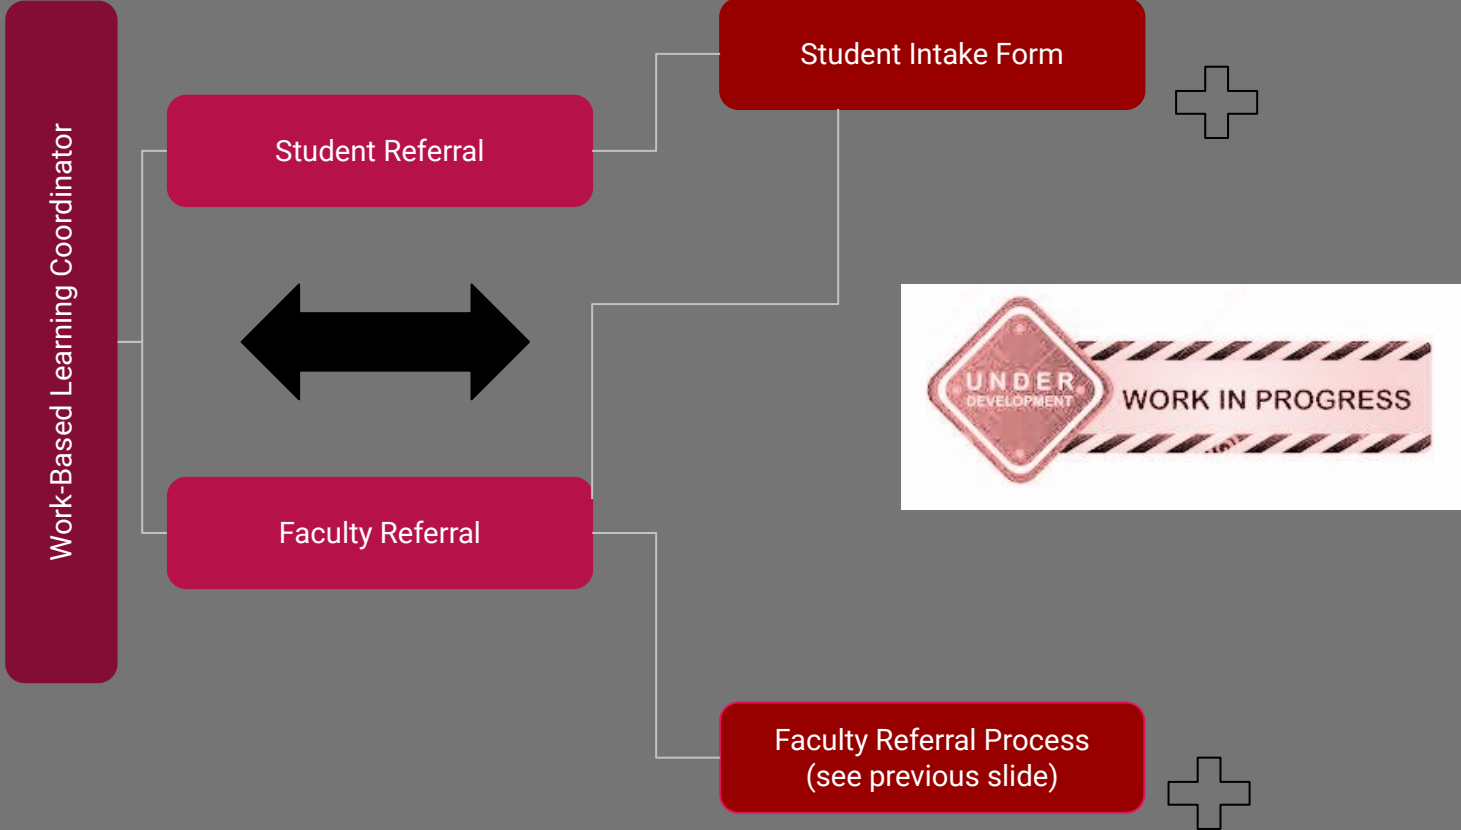 Work-Based Learning Coordinator
Student Referral
Faculty Referral
Student Intake Form
UNDER
DEVELOPMENT
WORK IN PROGRESS
Faculty Referral Process
(see previous slide)